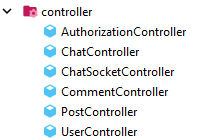 controller
AuthorizationController
ChatController
ChatSocketController
CommentController
PostController
UserController